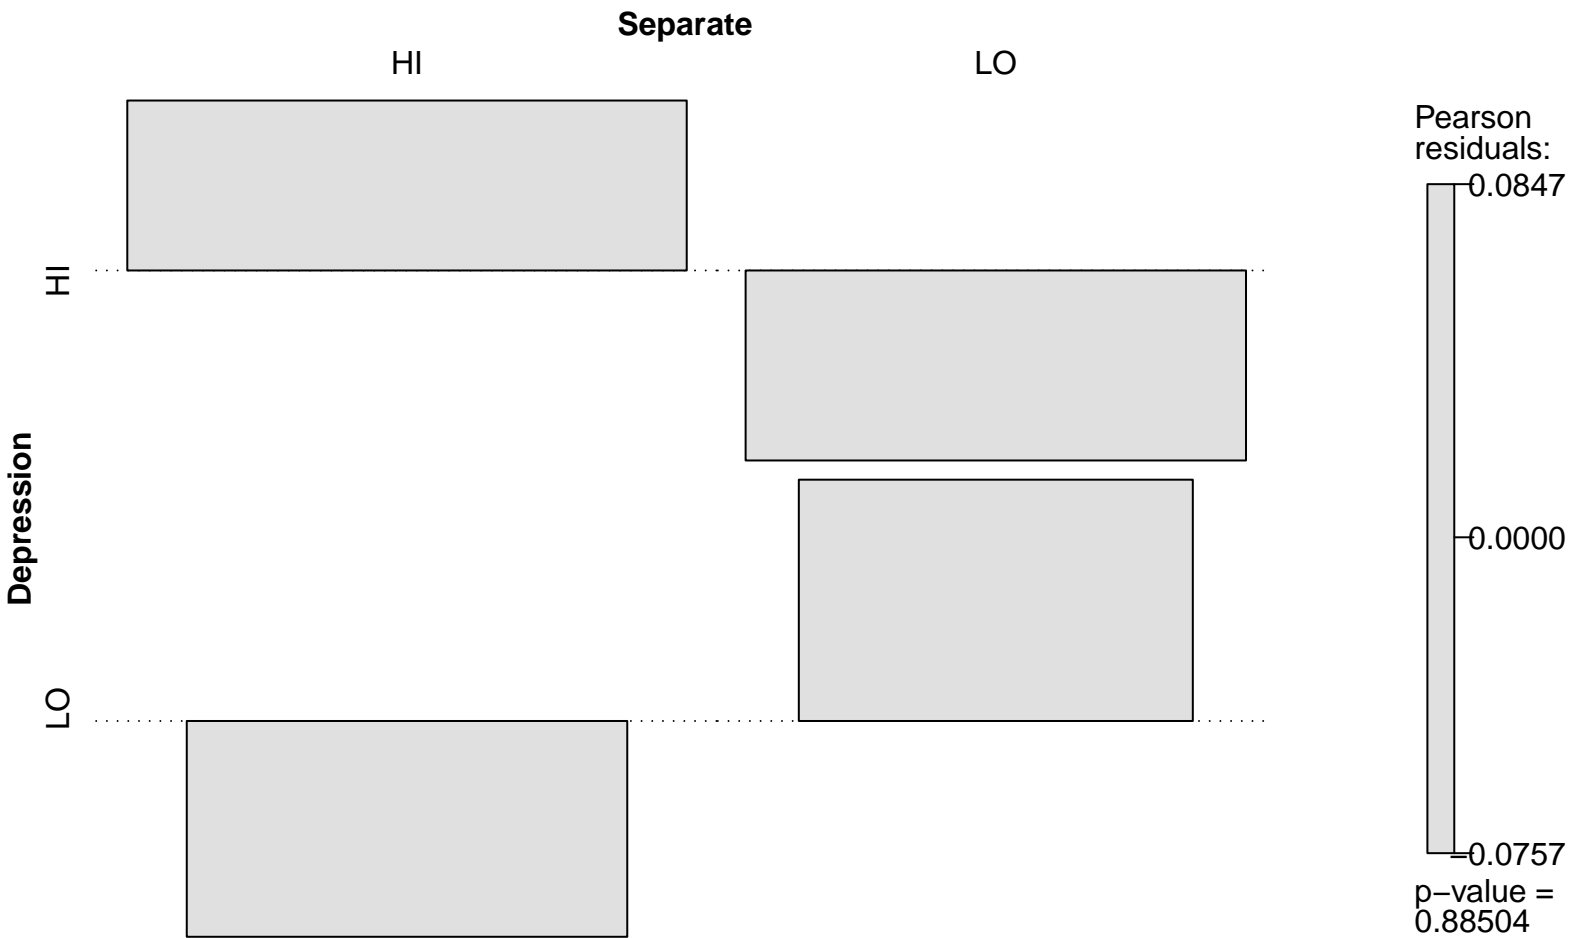 Separate
HI
LO
Depression
HI
LO
Pearson
residuals:
0.0847
0.0000
−0.0757
p−value =
0.88504